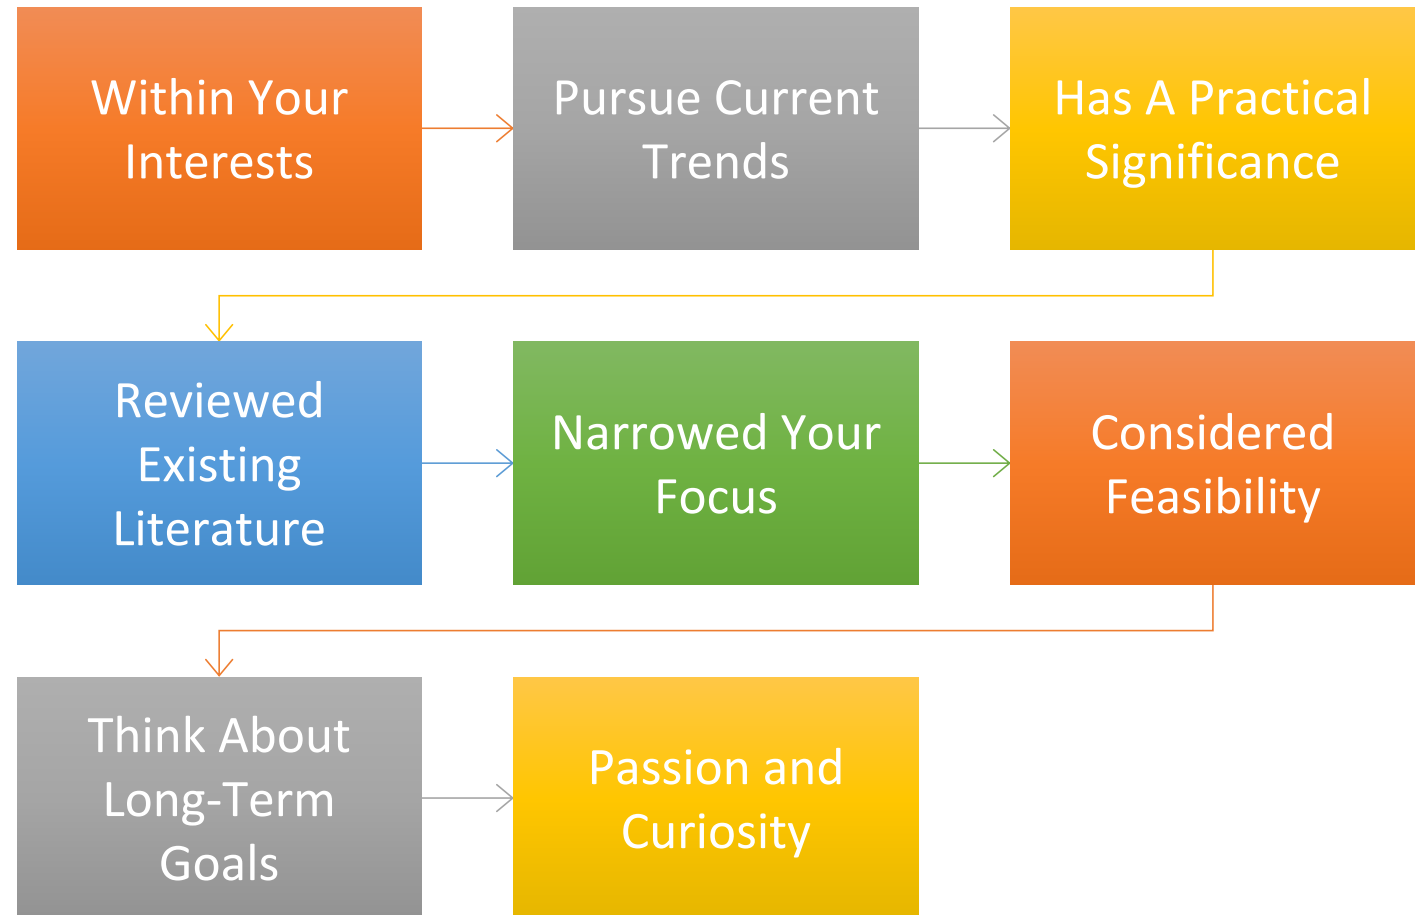 Within Your
Interests
Pursue Current
Trends
Has A Practical
Significance
Reviewed
Existing
Literature
Narrowed Your
Focus
Considered
Feasibility
Think About
Long-Term
Goals
Passion and
Curiosity